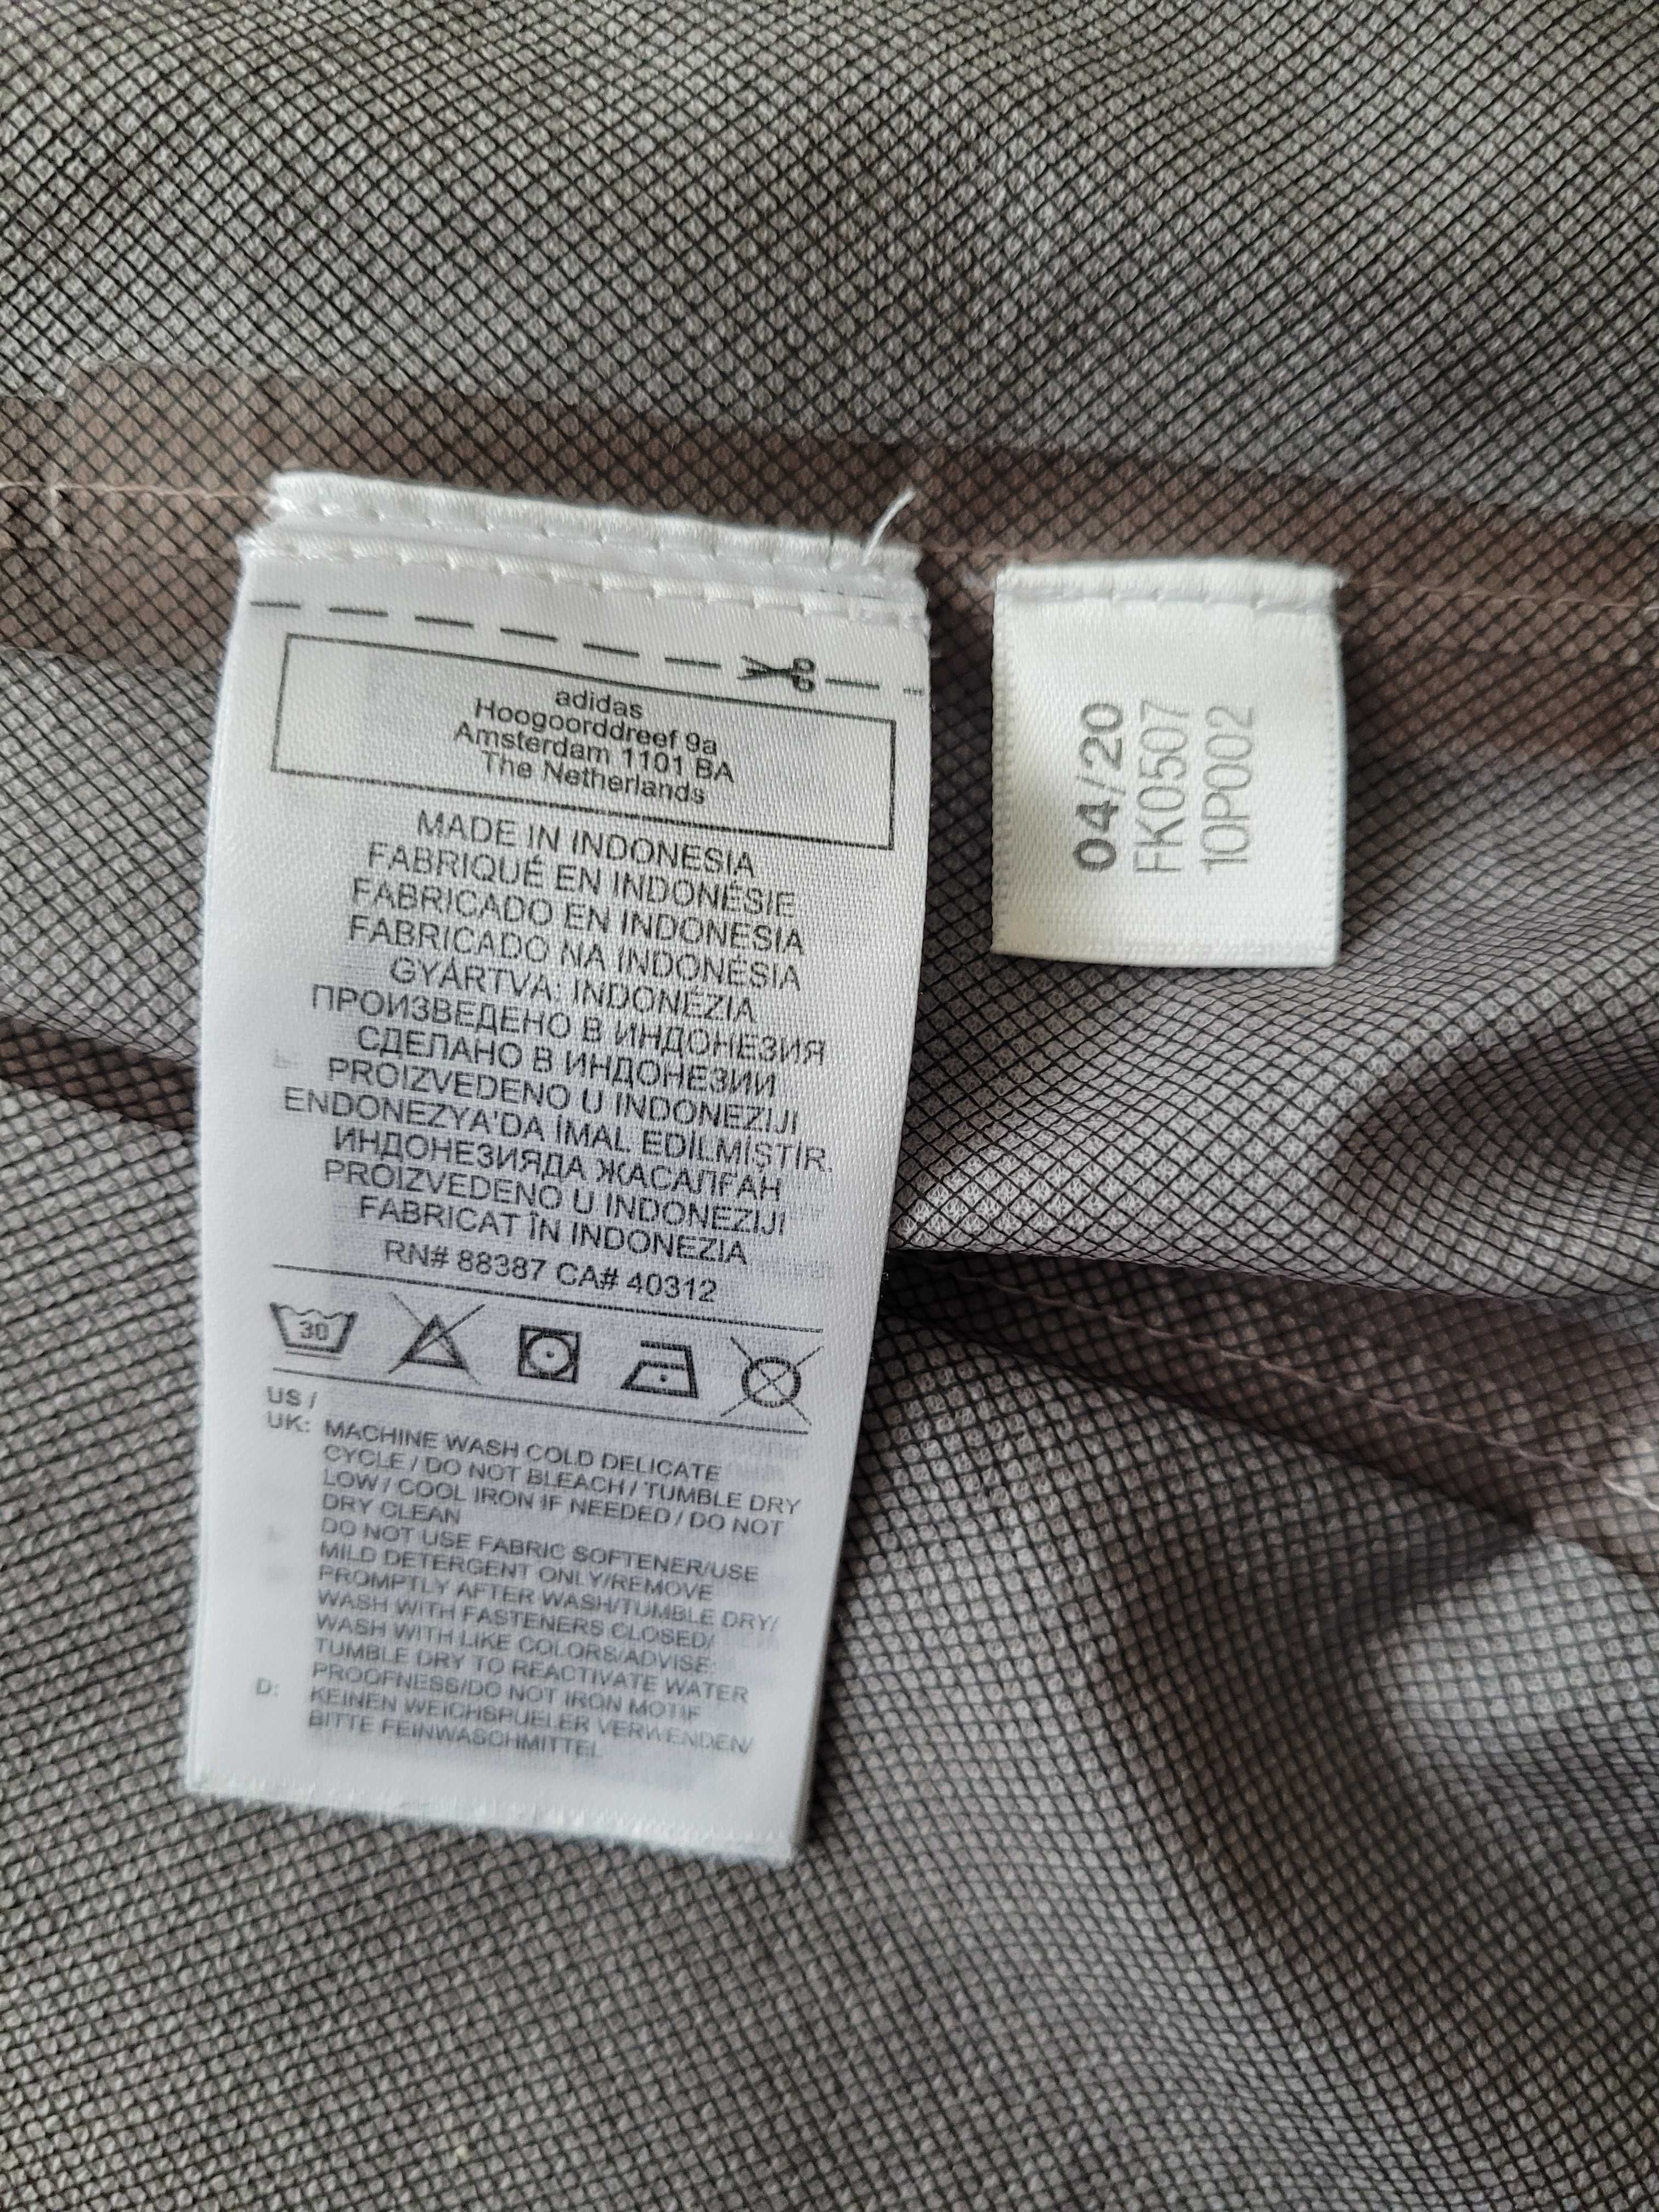 adidas
Hoogoorddreef 9a
Amsterdam 1101 BA
The Netherlands
MADE IN INDONESIA
FABRIQUÉ EN INDONÉSIE
FABRICADO EN INDONESIA
FABRICADO NA INDONÉSIA
GYÁRTVA: INDONÉZIA
ПРОИЗВЕДЕНО В ИНДОНЕЗИЯ
СДЕЛАНО В ИНДОНЕЗИИ
PROIZVEDENO U INDONEZIJI
ENDONEZYA'DA İMAL EDİLMİŞTİR.
ИНДОНЕЗИЯДА ЖАСАЛҒАН
PROIZVEDENO U INDONEZIJI
FABRICAT ÎN INDONEZIA
RN# 88387 CA# 40312
30
US /
UK: MACHINE WASH COLD DELICATE
CYCLE / DO NOT BLEACH / TUMBLE DRY
LOW / COOL IRON IF NEEDED / DO NOT
DRY CLEAN
DO NOT USE FABRIC SOFTENER/USE
MILD DETERGENT ONLY/REMOVE
PROMPTLY AFTER WASH/TUMBLE DRY/
WASH WITH FASTENERS CLOSED/
WASH WITH LIKE COLORS/ADVISE:
TUMBLE DRY TO REACTIVATE WATER
PROOFNESS/DO NOT IRON MOTIF
D: KEINEN WEICHSPUELER VERWENDEN/
BITTE FEINWASCHMITTEL
04/20
FK0507
10P002